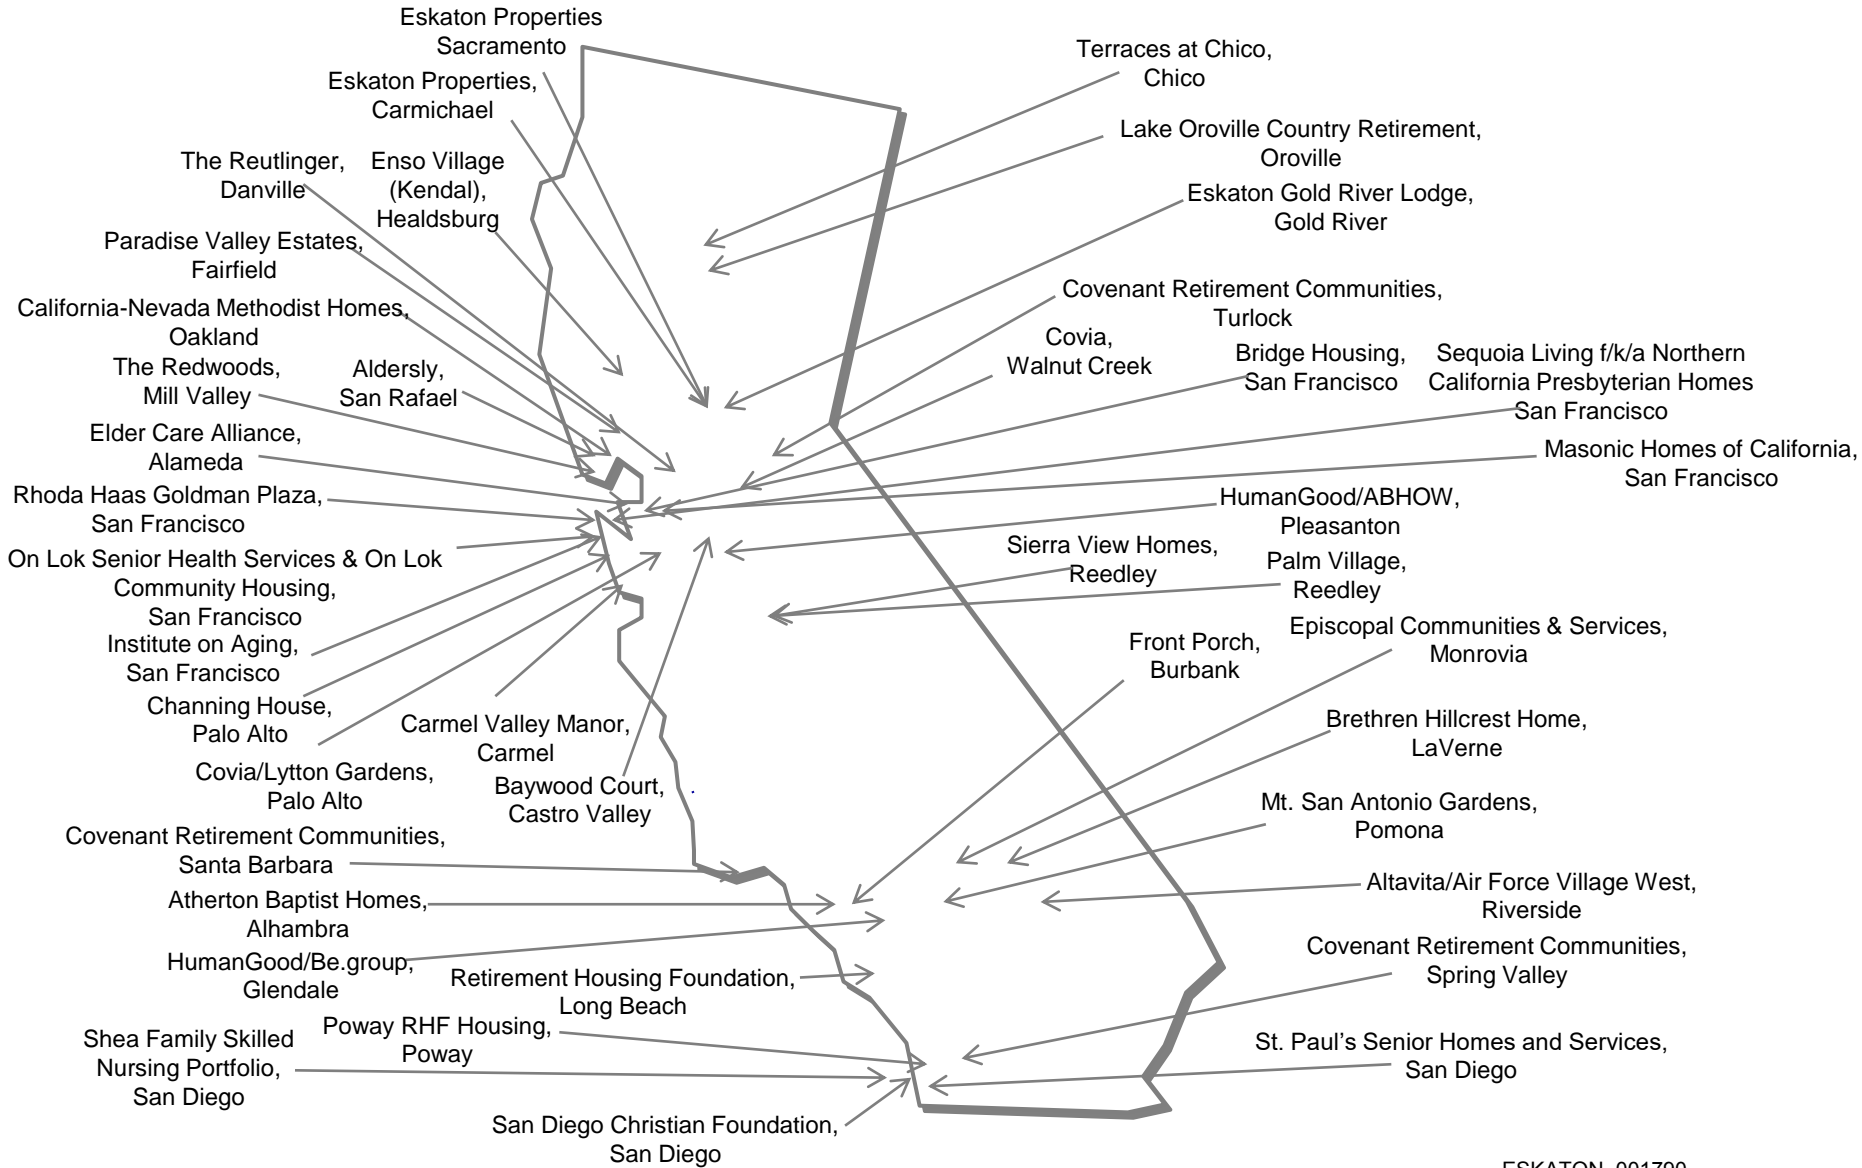 Eskaton Properties
Sacramento
Eskaton Properties,
Carmichael
The Reutlinger,
Danville
Enso Village
(Kendal),
Healdsburg
Paradise Valley Estates,
Fairfield
California-Nevada Methodist Homes,
Oakland
The Redwoods,
Mill Valley
Aldersly,
San Rafael
Elder Care Alliance,
Alameda
Rhoda Haas Goldman Plaza,
San Francisco
On Lok Senior Health Services & On Lok
Community Housing,
San Francisco
Institute on Aging,
San Francisco
Channing House,
Palo Alto
Carmel Valley Manor,
Carmel
Covia/Lytton Gardens,
Palo Alto
Baywood Court,
Castro Valley
Covenant Retirement Communities,
Santa Barbara
Atherton Baptist Homes,
Alhambra
HumanGood/Be.group,
Glendale
Retirement Housing Foundation,
Long Beach
Poway RHF Housing,
Poway
Shea Family Skilled
Nursing Portfolio,
San Diego
San Diego Christian Foundation,
San Diego
Terraces at Chico,
Chico
Lake Oroville Country Retirement,
Oroville
Eskaton Gold River Lodge,
Gold River
Covenant Retirement Communities,
Turlock
Covia,
Walnut Creek
Bridge Housing,
San Francisco
Sequoia Living f/k/a Northern
California Presbyterian Homes
San Francisco
Masonic Homes of California,
San Francisco
HumanGood/ABHOW,
Pleasanton
Sierra View Homes,
Reedley
Palm Village,
Reedley
Episcopal Communities & Services,
Monrovia
Front Porch,
Burbank
Brethren Hillcrest Home,
LaVerne
Mt. San Antonio Gardens,
Pomona
Altavita/Air Force Village West,
Riverside
Covenant Retirement Communities,
Spring Valley
St. Paul's Senior Homes and Services,
San Diego
ESKATON_001790